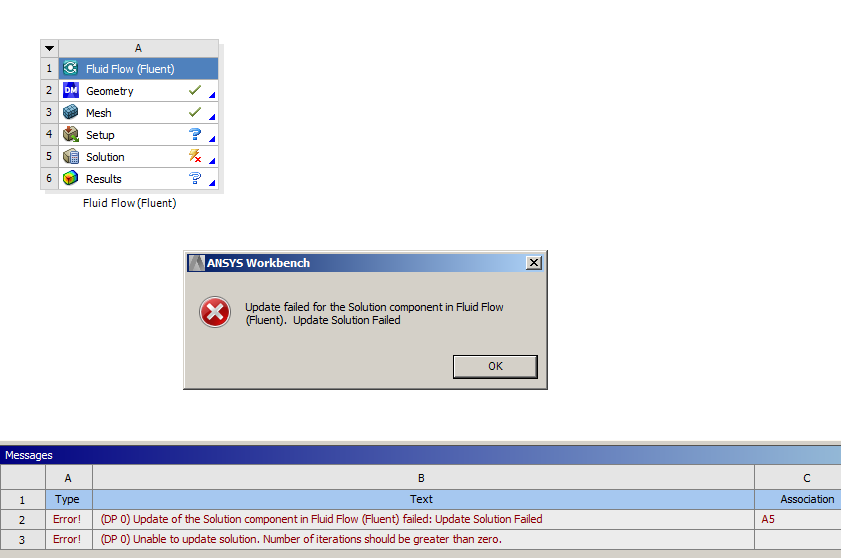 A
1 Fluid Flow (Fluent)
2 DM Geometry
3 Mesh
4 Setup ?
5 Solution
6 Results ?
Fluid Flow (Fluent)
ANSYS Workbench
Update failed for the Solution component in Fluid Flow
(Fluent). Update Solution Failed
OK
Messages
A B C
1 Type Text Association
2 Error! (DP 0) Update of the Solution component in Fluid Flow (Fluent) failed: Update Solution Failed A5
3 Error! (DP 0) Unable to update solution. Number of iterations should be greater than zero.